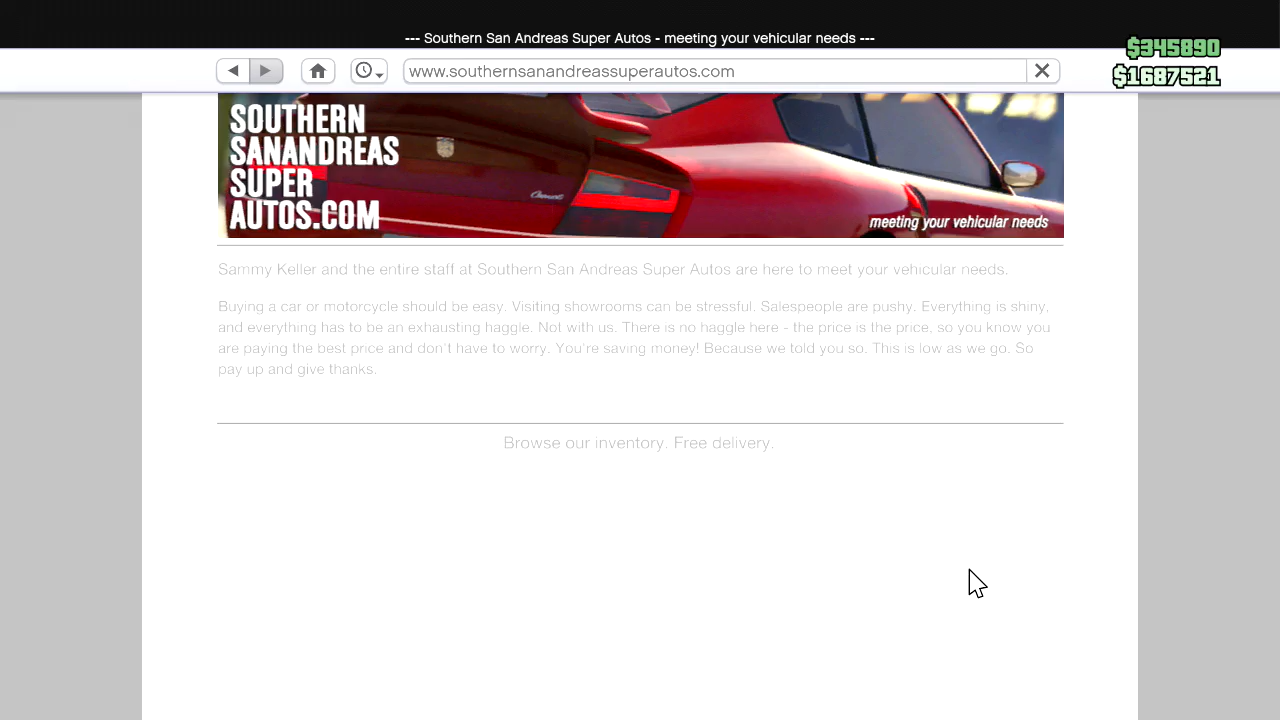 --- Southern San Andreas Super Autos - meeting your vehicular needs ---
$345890
www.southernsanandreassuperautos.com
$1687521
SOUTHERN
SANANDREAS
SUPER
AUTOS.COM
meeting your vehicular needs
Sammy Keller and the entire staff at Southern San Andreas Super Autos are here to meet your vehicular needs.
Buying a car or motorcycle should be easy. Visiting showrooms can be stressful. Salespeople are pushy. Everything is shiny,
and everything has to be an exhausting haggle. Not with us. There is no haggle here - the price is the price, so you know you
are paying the best price and don't have to worry. You're saving money! Because we told you so. This is low as we go. So
pay up and give thanks.
Browse our inventory. Free delivery.